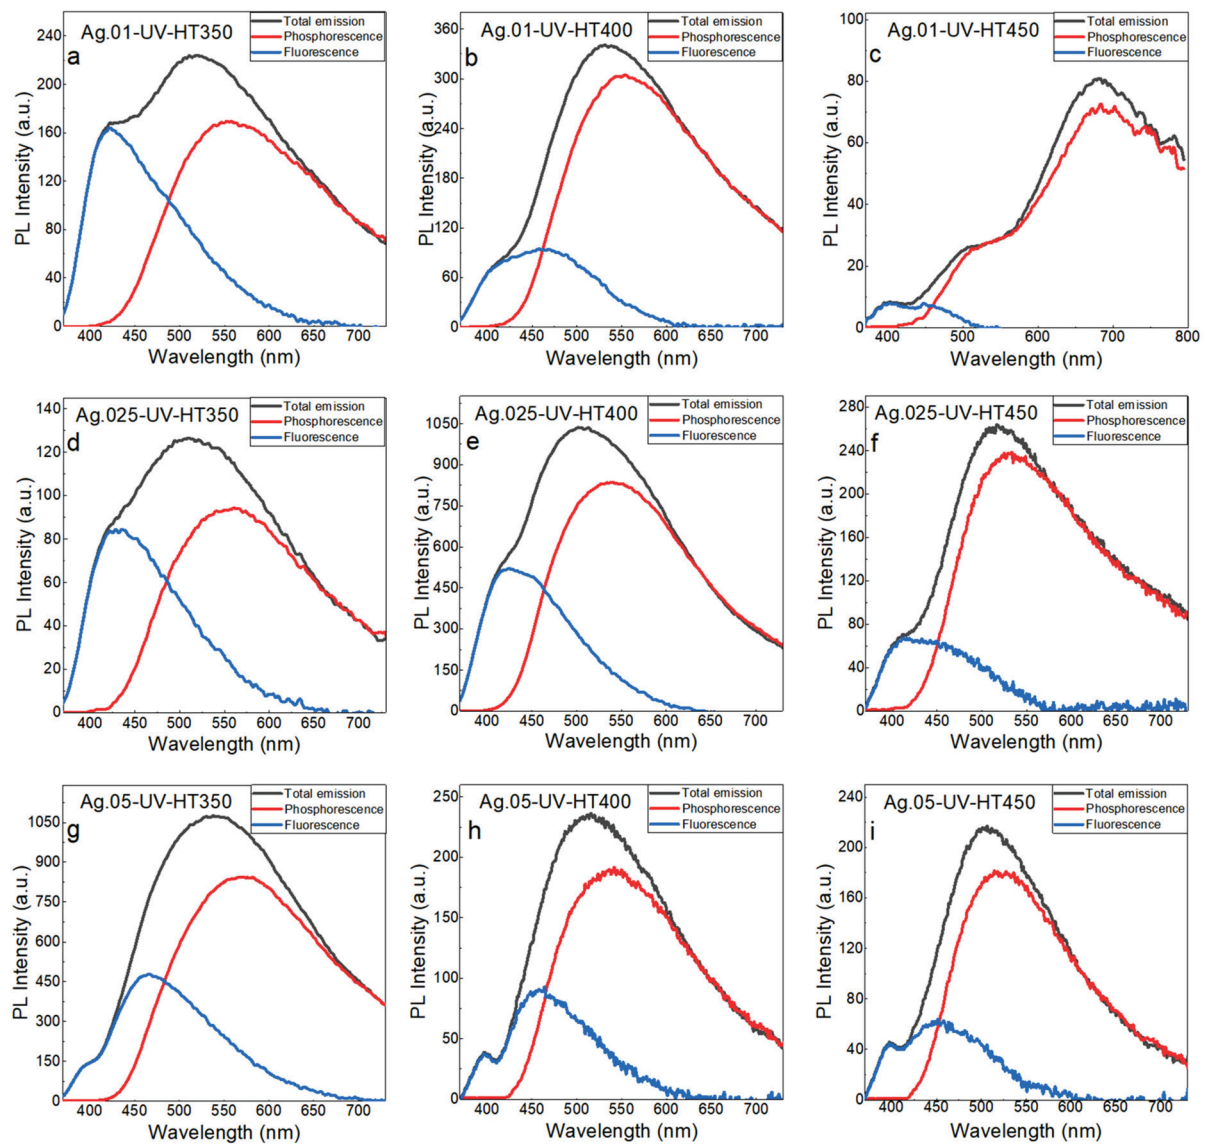 Ag.01-UV-HT350
a
Total emission
Phosphorescence
Fluorescence
PL Intensity (a.u.)
240
200
160
120
80
40
0
400 450 500 550 600 650 700
Wavelength (nm)
Ag.01-UV-HT400
b
Total emission
Phosphorescence
Fluorescence
PL Intensity (a.u.)
360
300
240
180
120
60
0
400 450 500 550 600 650 700
Wavelength (nm)
Ag.01-UV-HT450
c
Total emission
Phosphorescence
Fluorescence
PL Intensity (a.u.)
100
80
60
40
20
0
400 500 600 700 800
Wavelength (nm)
Ag.025-UV-HT350
d
Total emission
Phosphorescence
Fluorescence
PL Intensity (a.u.)
140
120
100
80
60
40
20
0
400 450 500 550 600 650 700
Wavelength (nm)
Ag.025-UV-HT400
e
Total emission
Phosphorescence
Fluorescence
PL Intensity (a.u.)
1050
900
750
600
450
300
150
0
400 450 500 550 600 650 700
Wavelength (nm)
Ag.025-UV-HT450
f
Total emission
Phosphorescence
Fluorescence
PL Intensity (a.u.)
280
240
200
160
120
80
40
0
400 450 500 550 600 650 700
Wavelength (nm)
Ag.05-UV-HT350
g
Total emission
Phosphorescence
Fluorescence
PL Intensity (a.u.)
1050
900
750
600
450
300
150
0
400 450 500 550 600 650 700
Wavelength (nm)
Ag.05-UV-HT400
h
Total emission
Phosphorescence
Fluorescence
PL Intensity (a.u.)
250
200
150
100
50
0
400 450 500 550 600 650 700
Wavelength (nm)
Ag.05-UV-HT450
i
Total emission
Phosphorescence
Fluorescence
PL Intensity (a.u.)
240
200
160
120
80
40
0
400 450 500 550 600 650 700
Wavelength (nm)